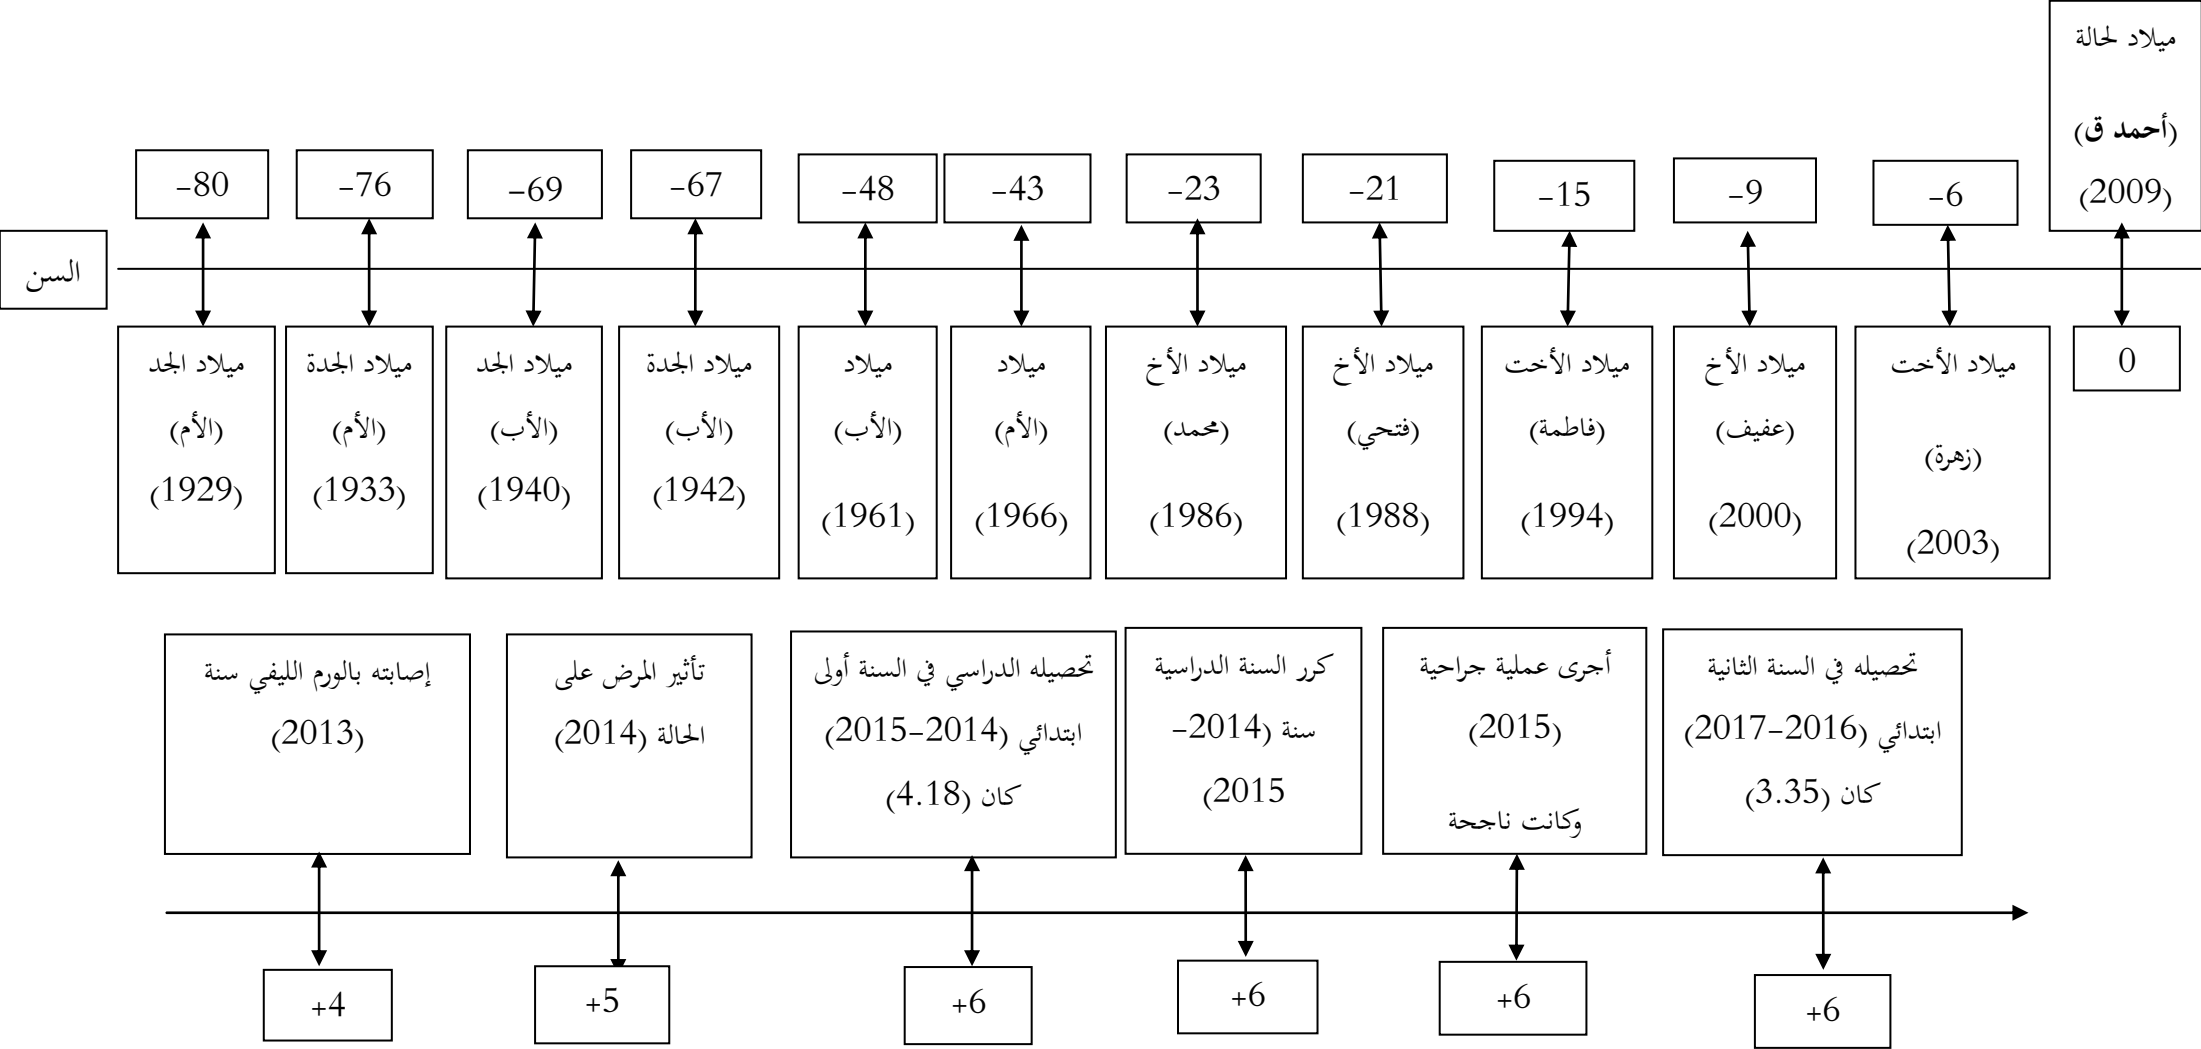 ميلاد لحالة
(أحمد ق)
(2009)
-80
-76
-69
-67
-48
-43
-23
-21
-15
-9
-6
السن
ميلاد الجد
(الأم)
(1929)
ميلاد الجدة
(الأم)
(1933)
ميلاد الجد
(الأب)
(1940)
ميلاد الجدة
(الأب)
(1942)
ميلاد
(الأب)
(1961)
ميلاد
(الأم)
(1966)
ميلاد الأخ
(محمد)
(1986)
ميلاد الأخ
(فتحي)
(1988)
ميلاد الأخت
(فاطمة)
(1994)
ميلاد الأخ
(عفيف)
(2000)
ميلاد الأخت
(زهرة)
(2003)
0
إصابته بالورم الليفي سنة
(2013)
تأثير المرض على
الحالة (2014)
تحصيله الدراسي في السنة أولى
ابتدائي (2014-2015)
كان (4.18)
كرر السنة الدراسية
سنة (2014-
2015)
أجرى عملية جراحية
(2015)
وكانت ناجحة
تحصيله في السنة الثانية
ابتدائي (2016-2017)
كان (3.35)
+4
+5
+6
+6
+6
+6